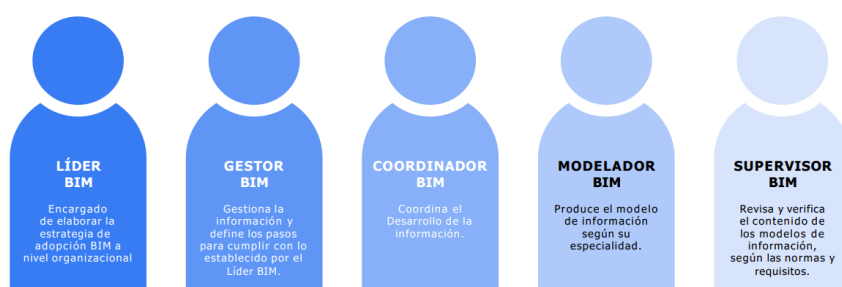 LÍDER
BIM
Encargado
de elaborar la
estrategia de
adopción BIM a
nivel organizacional
GESTOR
BIM
Gestiona la
información y
define los pasos
para cumplir con lo
establecido por el
Líder BIM.
COORDINADOR
BIM
Coordina el
Desarrollo de la
información.
MODELADOR
BIM
Produce el modelo
de información
según su
especialidad.
SUPERVISOR
BIM
Revisa y verifica
el contenido de
los modelos de
información,
según las normas y
requisitos.